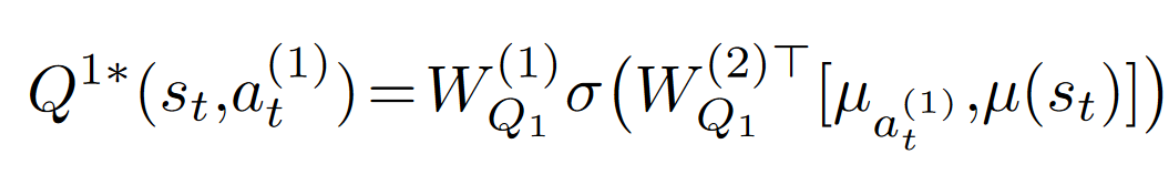 Q^{1*}(s_t, a_t^{(1)}) = W_{Q_1}^{(1)} σ(W_{Q_1}^{(2)⊤} [μ_{a_t^{(1)}}, μ(s_t)])